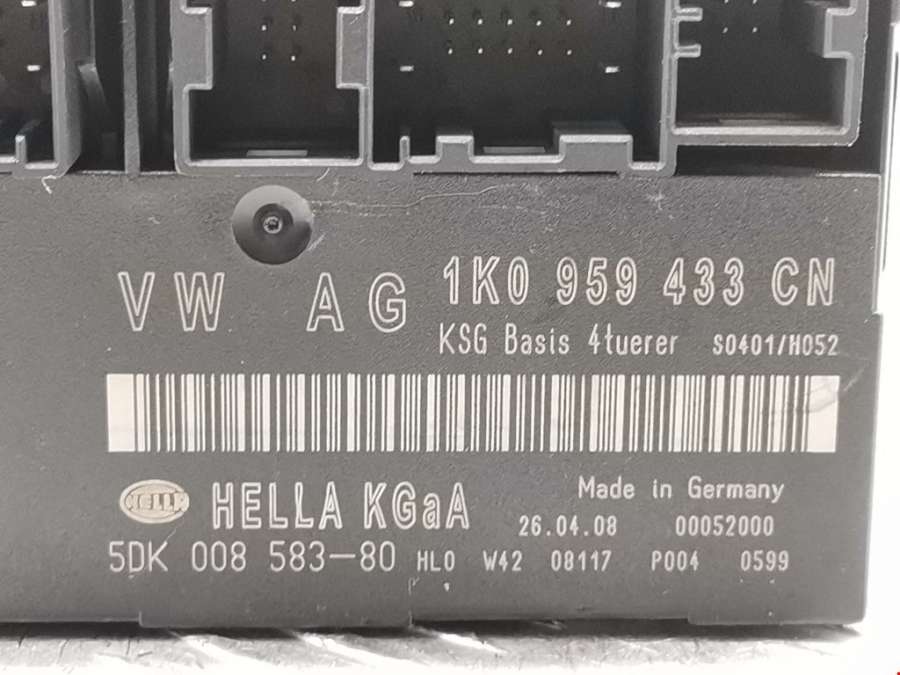 VW AG 1K0 959 433 CN
KSG Basis 4tuerer S0401/H052
HELLA HELLA KGaA Made in Germany
26.04.08 00052000
5DK 008 583-80 HL0 W42 08117 P004 0599